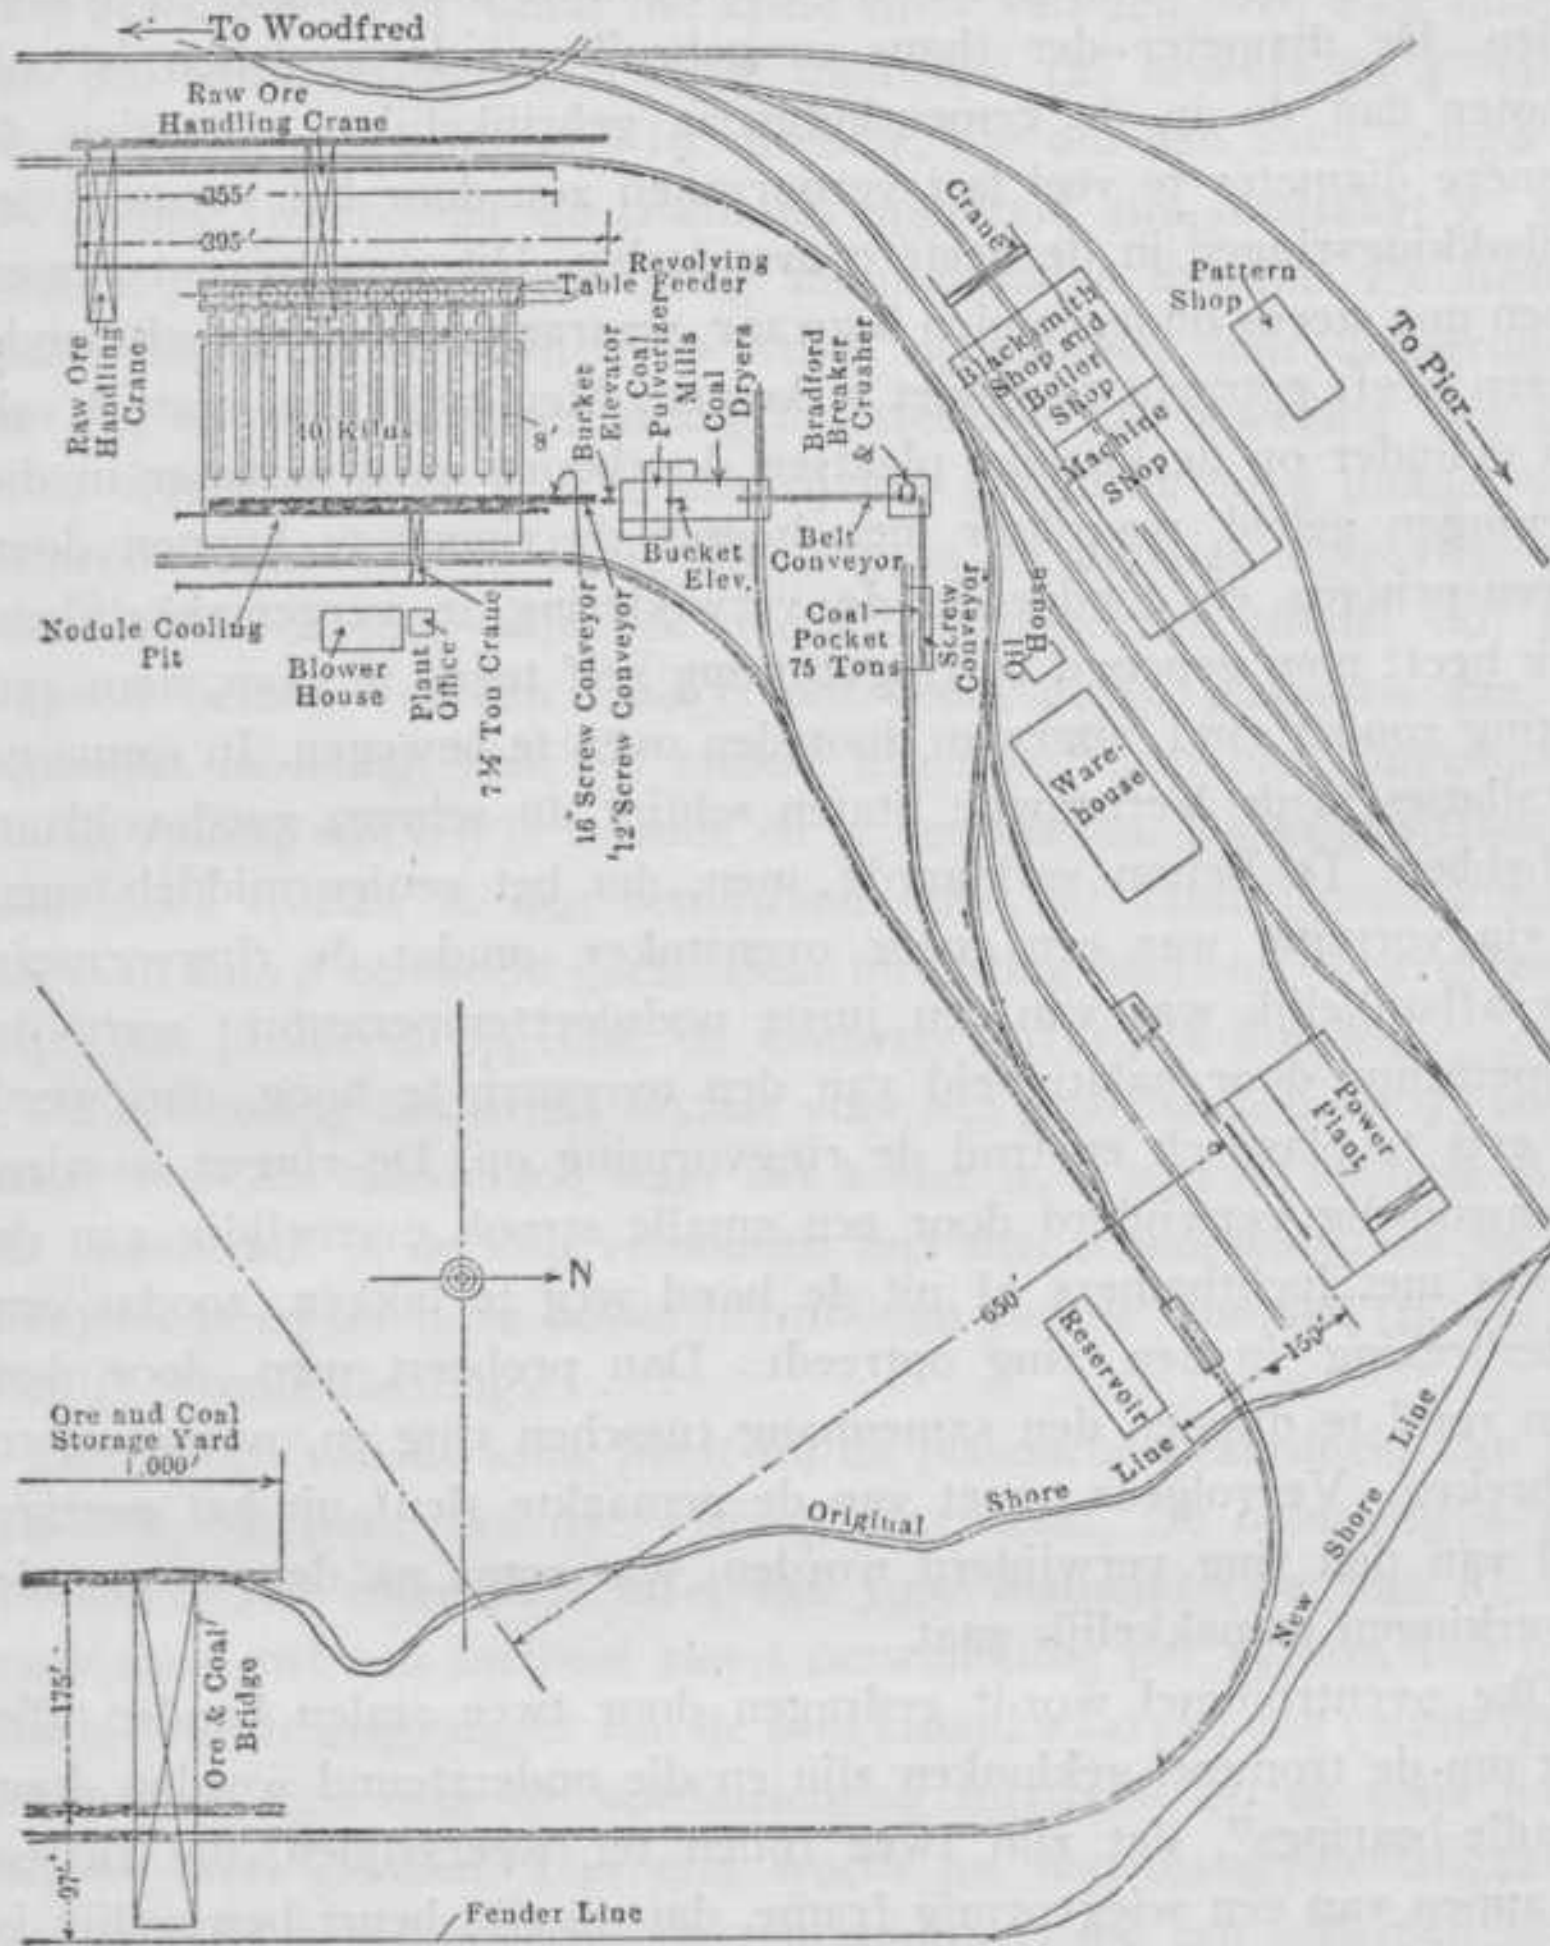 To Woodfred
Raw Ore
Handling Crane
355'
395'
Revolving
Table Feeder
Raw Ore
Handling
Crane
Kilns
8'
Bucket
Elevator
Coal
Pulverizer
Mills
Coal
Dryers
Bradford
Breaker
& Crusher
Crane
Blacksmith
Shop and
Boiler
Shop
Machine
Shop
Pattern
Shop
To Pier
Bucket
Elev.
Belt
Conveyor
Coal
Pocket
75 Tons
Screw
Conveyor
Oil
House
Nodule Cooling
Pit
Blower
House
Plant
Office
7½ Ton Crane
16" Screw Conveyor
12" Screw Conveyor
Ware-
house
Power
Plant
N
650'
150'
Reservoir
Ore and Coal
Storage Yard
1,000'
Original Shore Line
New Shore Line
175'
Ore & Coal
Bridge
97'
Fender Line